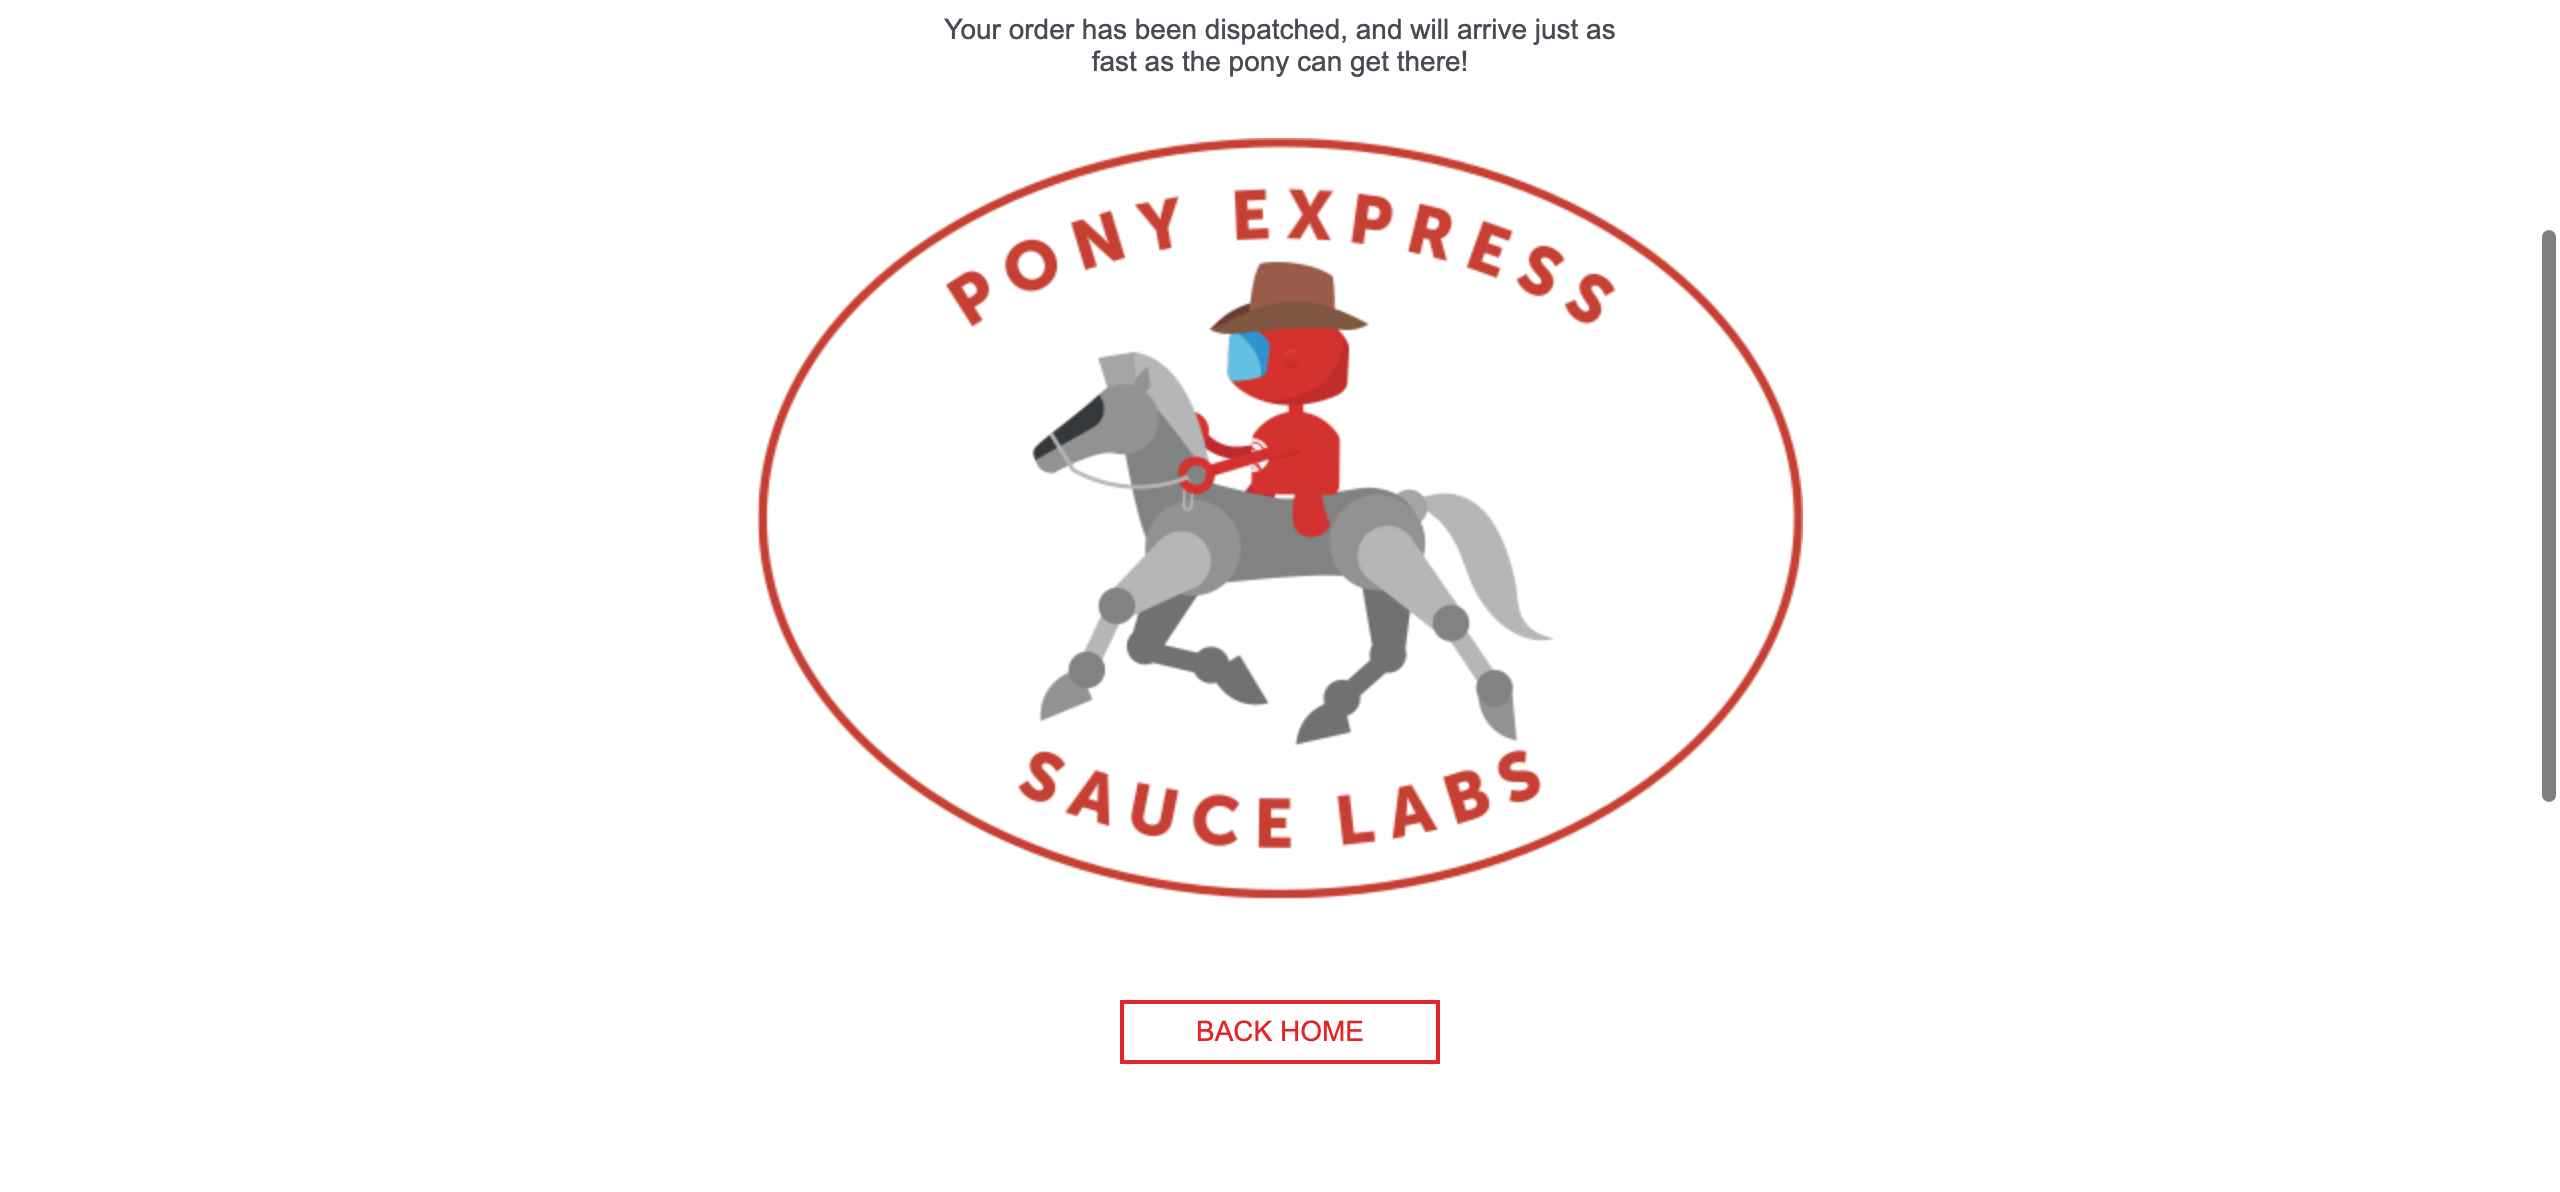 Your order has been dispatched, and will arrive just as
fast as the pony can get there!
PONY EXPRESS
SAUCE LABS
BACK HOME